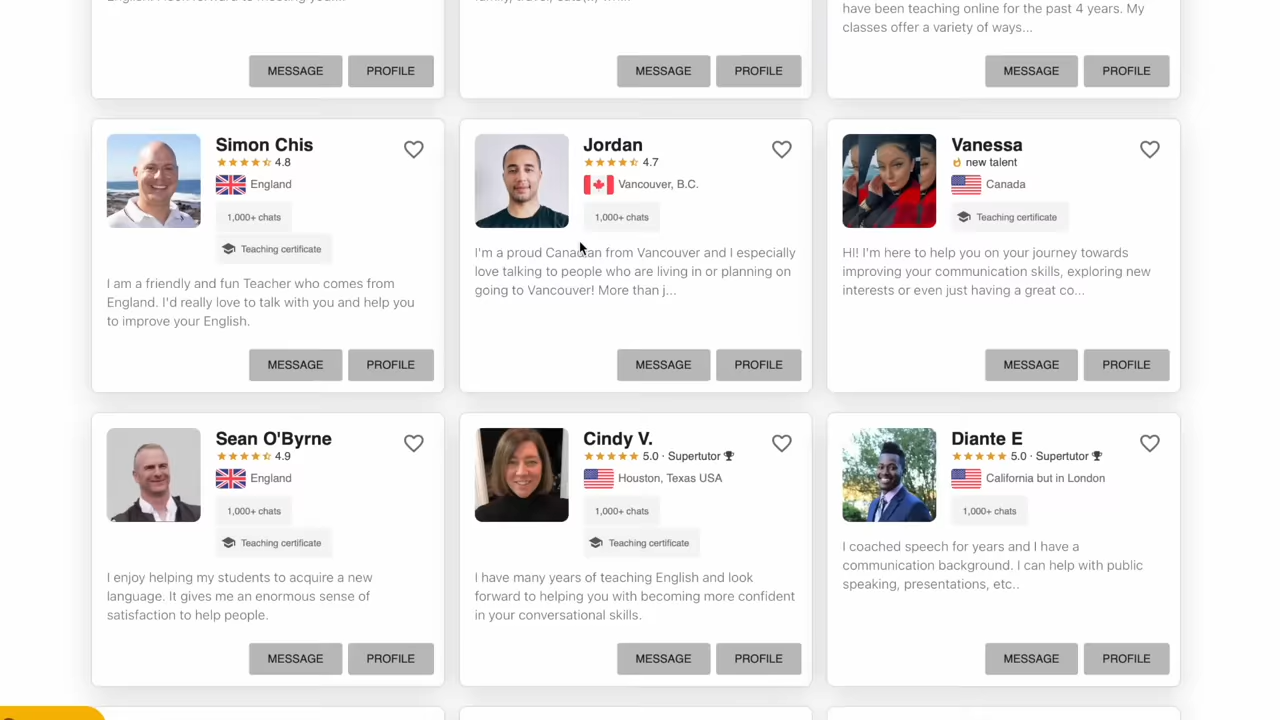 have been teaching online for the past 4 years. My
classes offer a variety of ways...
MESSAGE PROFILE
MESSAGE PROFILE
MESSAGE PROFILE
Simon Chis
4.8
England
1,000+ chats
Teaching certificate
I am a friendly and fun Teacher who comes from
England. I'd really love to talk with you and help you
to improve your English.
MESSAGE PROFILE
Jordan
4.7
Vancouver, B.C.
1,000+ chats
I'm a proud Canadian from Vancouver and I especially
love talking to people who are living in or planning on
going to Vancouver! More than j...
MESSAGE PROFILE
Vanessa
new talent
Canada
Teaching certificate
HI! I'm here to help you on your journey towards
improving your communication skills, exploring new
interests or even just having a great co...
MESSAGE PROFILE
Sean O'Byrne
4.9
England
1,000+ chats
Teaching certificate
I enjoy helping my students to acquire a new
language. It gives me an enormous sense of
satisfaction to help people.
MESSAGE PROFILE
Cindy V.
5.0 · Supertutor
Houston, Texas USA
1,000+ chats
Teaching certificate
I have many years of teaching English and look
forward to helping you with becoming more confident
in your conversational skills.
MESSAGE PROFILE
Diante E
5.0 · Supertutor
California but in London
1,000+ chats
I coached speech for years and I have a
communication background. I can help with public
speaking, presentations, etc..
MESSAGE PROFILE